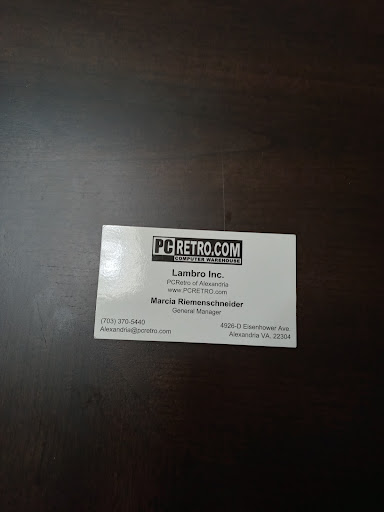 PCRETRO.COM
COMPUTER WAREHOUSE
Lambro Inc.
PCRetro of Alexandria
www.PCRETRO.com
Marcia Riemenschneider
General Manager
(703) 370-5440
Alexandria@pcretro.com
4926-D Eisenhower Ave.
Alexandria VA. 22304